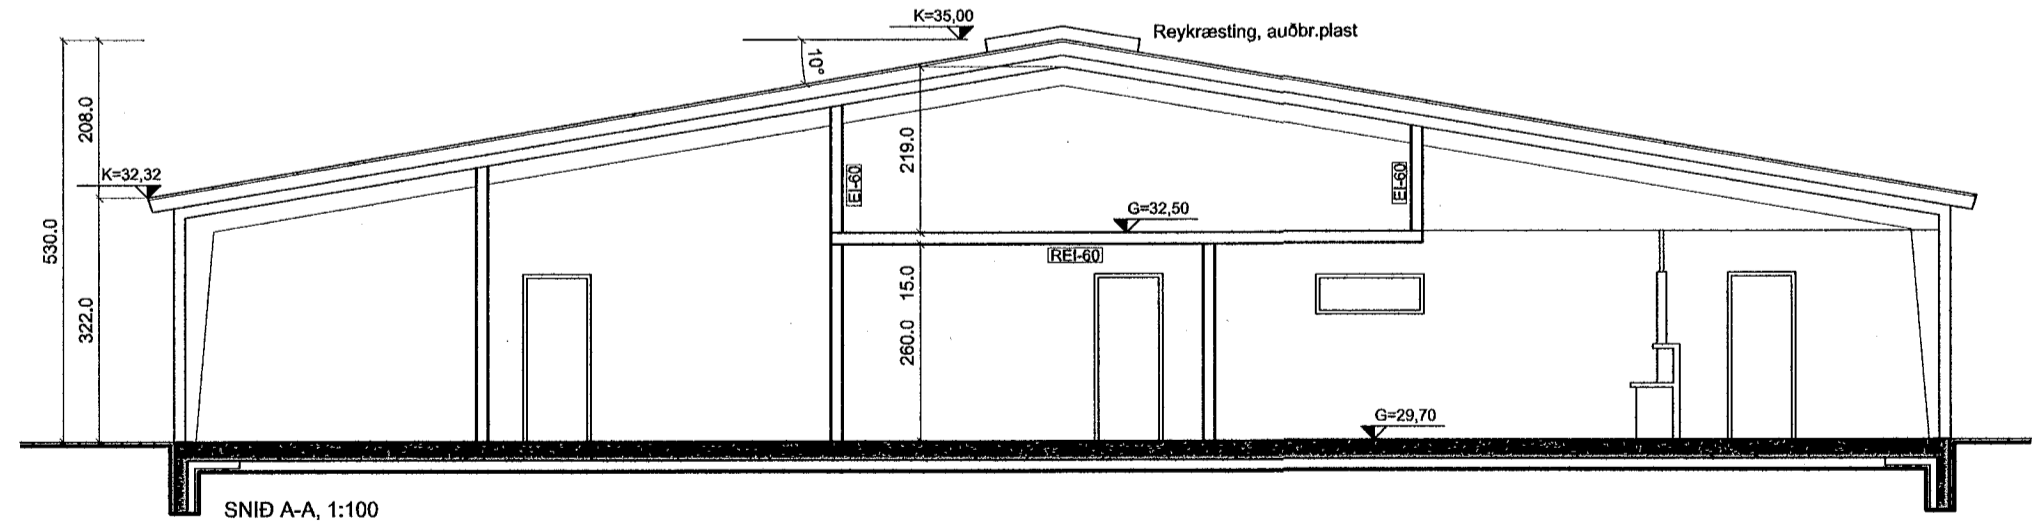 K=35,00
Reykræsting, auðbr.plast
10°
208.0
219.0
K=32,32
EI-60
EI-60
G=32,50
530.0
REI-60
15.0
322.0
260.0
G=29,70
SNIÐ A-A, 1:100